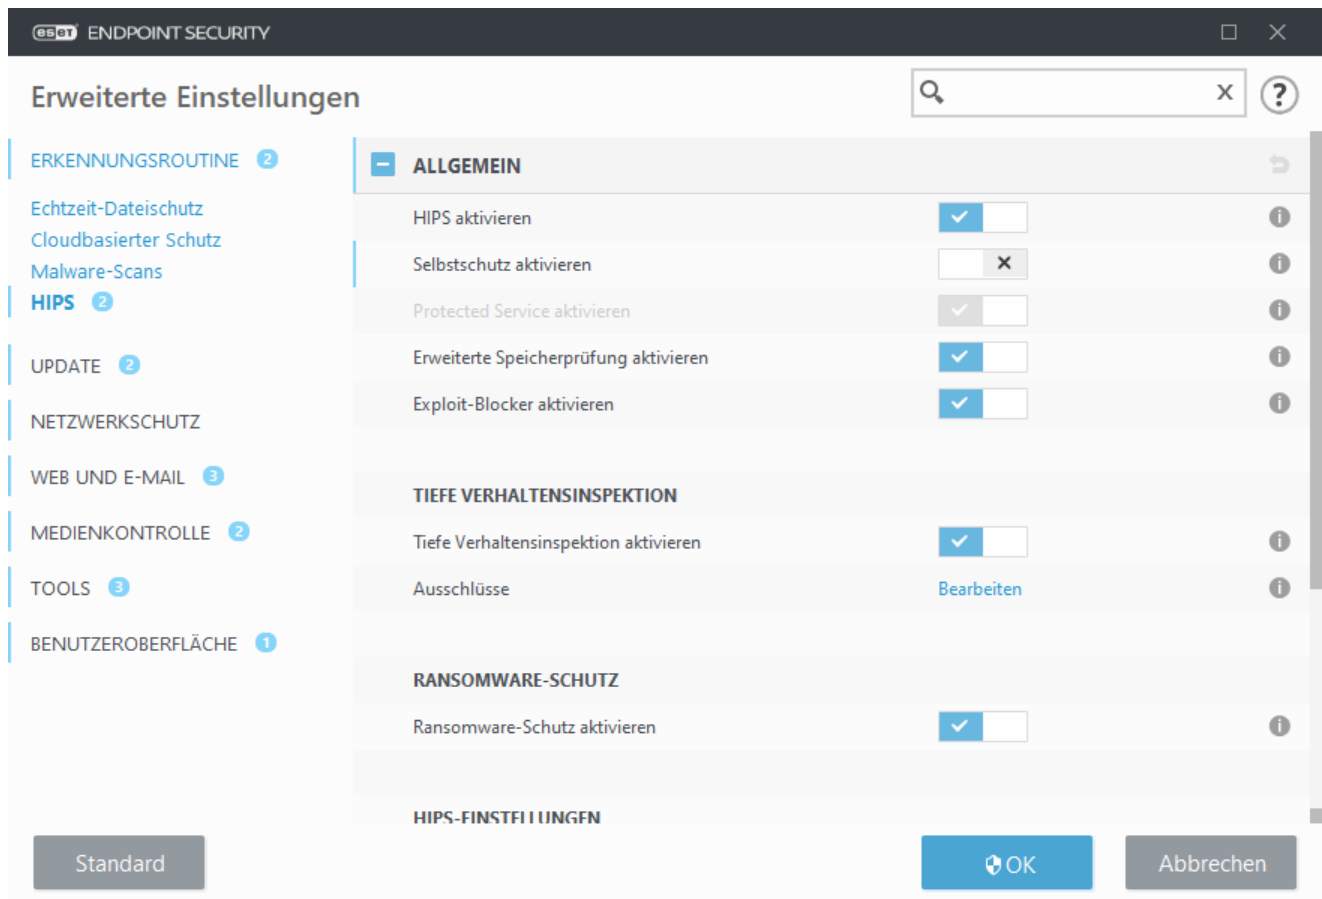 eset ENDPOINT SECURITY
Erweiterte Einstellungen
x
?
ERKENNUNGSROUTINE 2
Echtzeit-Dateischutz
Cloudbasierter Schutz
Malware-Scans
HIPS 2
UPDATE 2
NETZWERKSCHUTZ
WEB UND E-MAIL 3
MEDIENKONTROLLE 2
TOOLS 3
BENUTZEROBERFLÄCHE 1
ALLGEMEIN
HIPS aktivieren
Selbstschutz aktivieren
Protected Service aktivieren
Erweiterte Speicherprüfung aktivieren
Exploit-Blocker aktivieren
TIEFE VERHALTENSINSPEKTION
Tiefe Verhaltensinspektion aktivieren
Ausschlüsse Bearbeiten
RANSOMWARE-SCHUTZ
Ransomware-Schutz aktivieren
HIPS-EINSTELLUNGEN
Standard
OK
Abbrechen